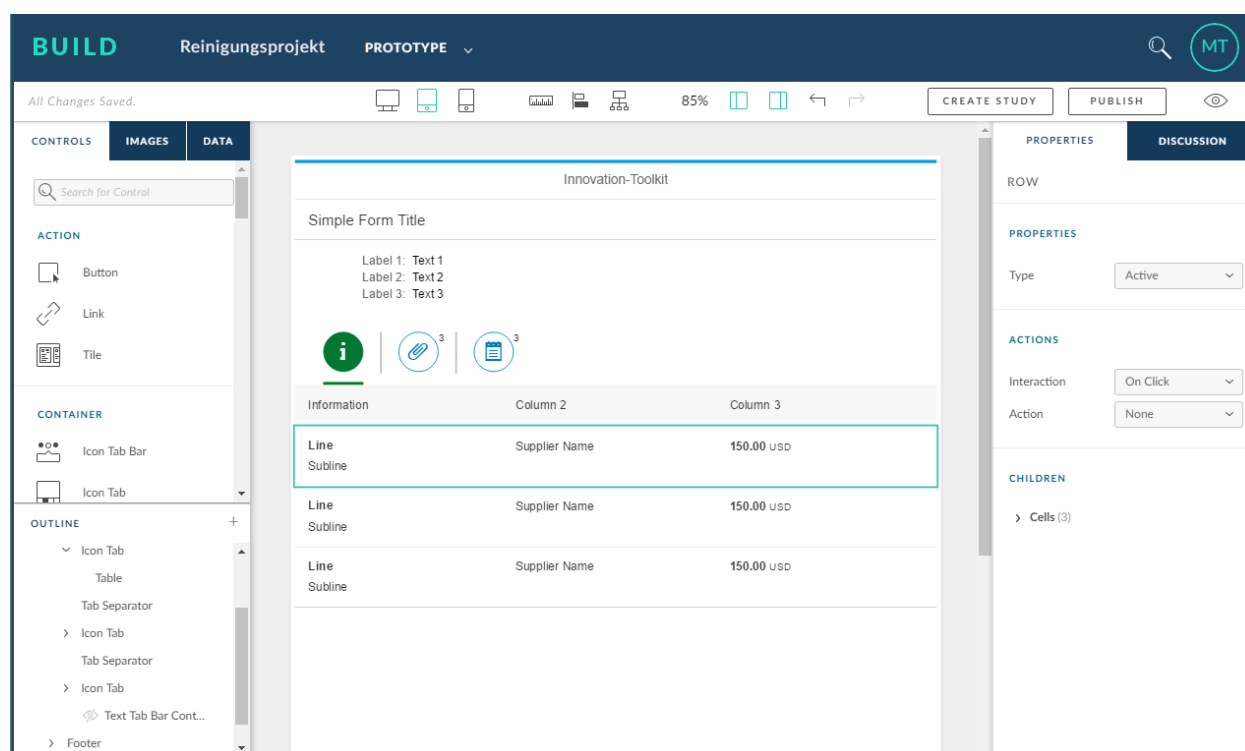 BUILD Reinigungsprojekt PROTOTYPE MT
All Changes Saved. 85% CREATE STUDY PUBLISH
CONTROLS IMAGES DATA
Search for Control
ACTION
Button
Link
Tile
CONTAINER
Icon Tab Bar
Icon Tab
OUTLINE +
Icon Tab
Table
Tab Separator
Icon Tab
Tab Separator
Icon Tab
Text Tab Bar Cont...
Footer
Innovation-Toolkit
Simple Form Title
Label 1: Text 1
Label 2: Text 2
Label 3: Text 3
i 3 3
Information Column 2 Column 3
Line Supplier Name 150.00 USD
Subline
Line Supplier Name 150.00 USD
Subline
Line Supplier Name 150.00 USD
Subline
PROPERTIES DISCUSSION
ROW
PROPERTIES
Type Active
ACTIONS
Interaction On Click
Action None
CHILDREN
Cells (3)